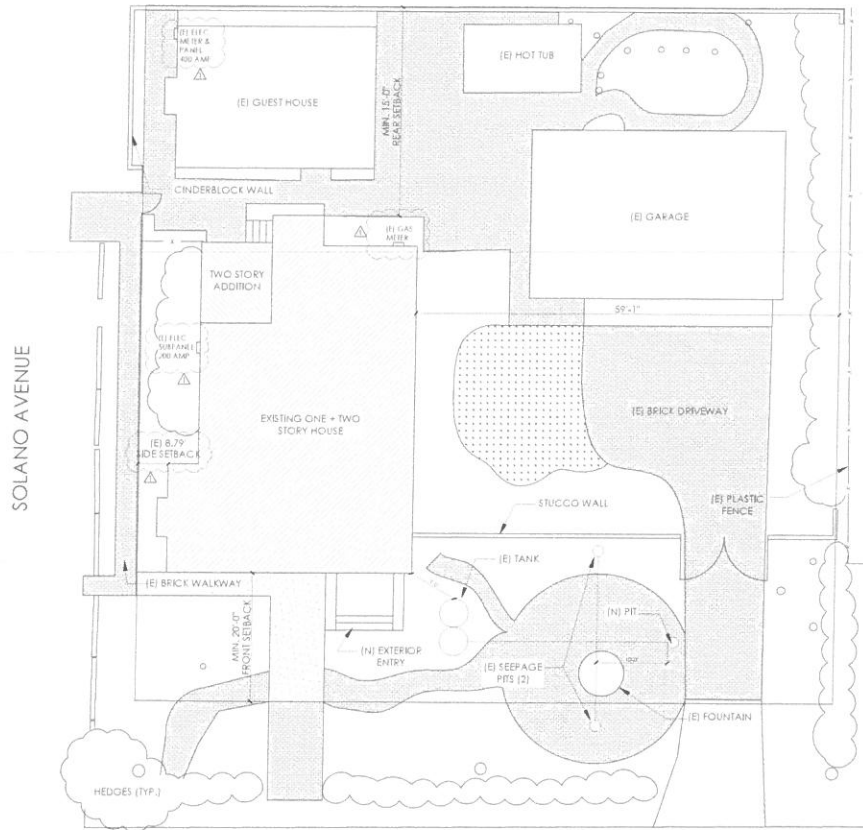 (E) ELEC
METER &
PANEL
400 AMP
(E) GUEST HOUSE
MIN. 15'-0"
REAR SETBACK
(E) HOT TUB
CINDERBLOCK WALL
(E) GAS
METER
(E) GARAGE
TWO STORY
ADDITION
59'-1"
(E) ELEC
SUBPANEL
200 AMP
SOLANO AVENUE
EXISTING ONE + TWO
STORY HOUSE
(E) BRICK DRIVEWAY
(E) 8.79
SIDE SETBACK
STUCCO WALL
(E) PLASTIC
FENCE
(E) BRICK WALKWAY
(E) TANK
MIN. 20'-0"
FRONT SETBACK
(N) PIT
(N) EXTERIOR
ENTRY
(E) SEEPAGE
PITS (2)
(E) FOUNTAIN
HEDGES (TYP.)